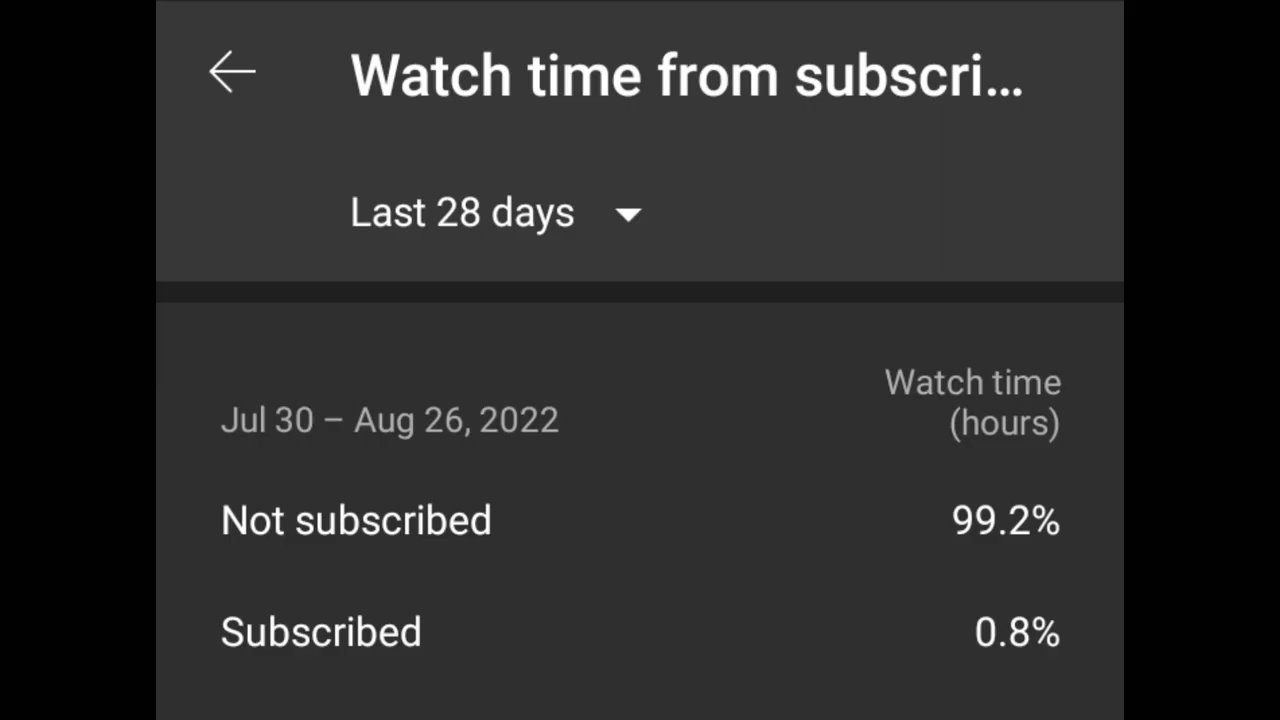 Watch time from subscri...
Last 28 days
Watch time
(hours)
Jul 30 – Aug 26, 2022
Not subscribed 99.2%
Subscribed 0.8%